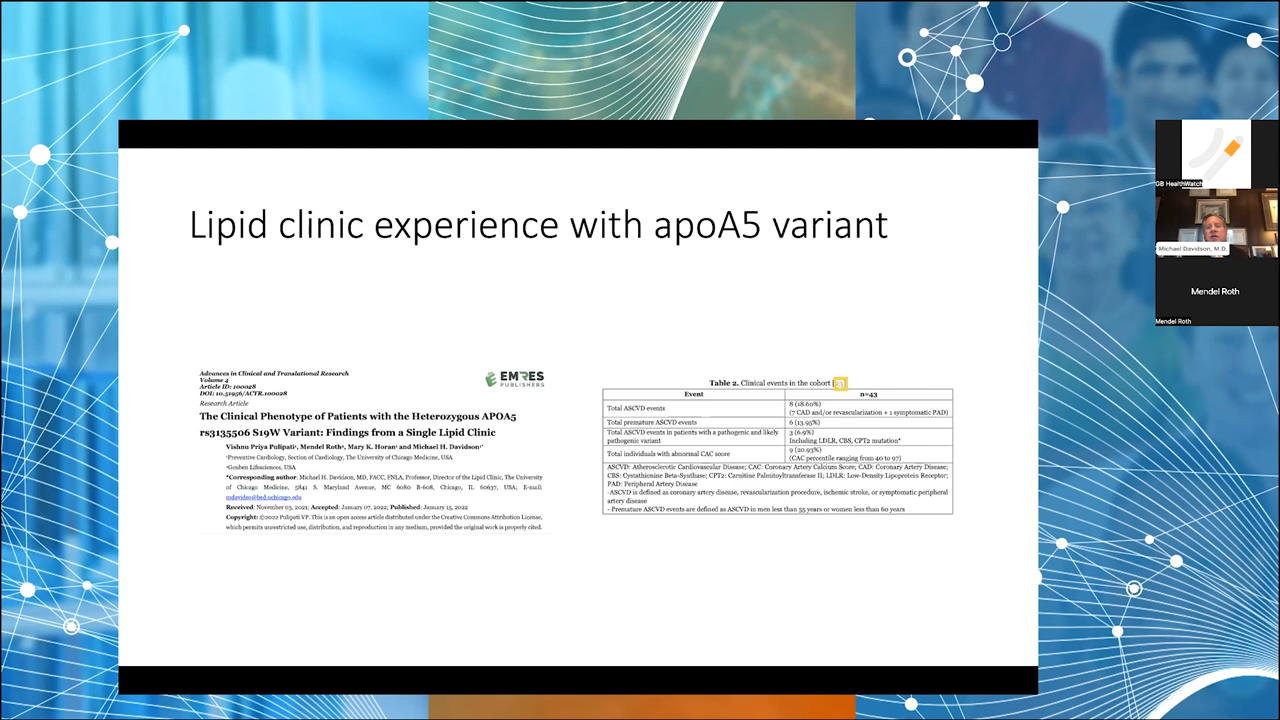 Lipid clinic experience with apoA5 variant
Advances in Clinical and Translational Research
Volume 4
Article ID: 100028
DOI: 10.51956/ACTR.100028
Research Article
EMRES
PUBLISHERS
The Clinical Phenotype of Patients with the Heterozygous APOA5
rs3135506 S19W Variant: Findings from a Single Lipid Clinic
Vishnu Priya Pulipati¹, Mendel Roth², Mary K. Horan¹ and Michael H. Davidson¹*
¹Preventive Cardiology, Section of Cardiology, The University of Chicago Medicine, USA
²Genben Lifesciences, USA
*Corresponding author: Michael H. Davidson, MD, FACC, FNLA, Professor, Director of the Lipid Clinic, The University
of Chicago Medicine, 5841 S. Maryland Avenue, MC 6080 B-608, Chicago, IL 60637, USA; E-mail:
mdavidso@bsd.uchicago.edu
Received: November 03, 2021; Accepted: January 07, 2022; Published: January 15, 2022
Copyright: ©2022 Pulipati VP. This is an open access article distributed under the Creative Commons Attribution License,
which permits unrestricted use, distribution, and reproduction in any medium, provided the original work is properly cited.
Table 2. Clinical events in the cohort
Event n=43
Total ASCVD events 8 (18.60%)
(7 CAD and/or revascularization + 1 symptomatic PAD)
Total premature ASCVD events 6 (13.95%)
Total ASCVD events in patients with a pathogenic and likely
pathogenic variant
3 (6.9%)
Including LDLR, CBS, CPT2 mutation*
Total individuals with abnormal CAC score 9 (20.93%)
(CAC percentile ranging from 40 to 97)
ASCVD: Atherosclerotic Cardiovascular Disease; CAC: Coronary Artery Calcium Score; CAD: Coronary Artery Disease;
CBS: Cystathionine Beta-Synthase; CPT2: Carnitine Palmitoyltransferase II; LDLR: Low-Density Lipoprotein Receptor;
PAD: Peripheral Artery Disease
-ASCVD is defined as coronary artery disease, revascularization procedure, ischemic stroke, or symptomatic peripheral
artery disease
- Premature ASCVD events are defined as ASCVD in men less than 55 years or women less than 60 years
GB HealthWatch
Michael Davidson, M.D.
Mendel Roth
Mendel Roth